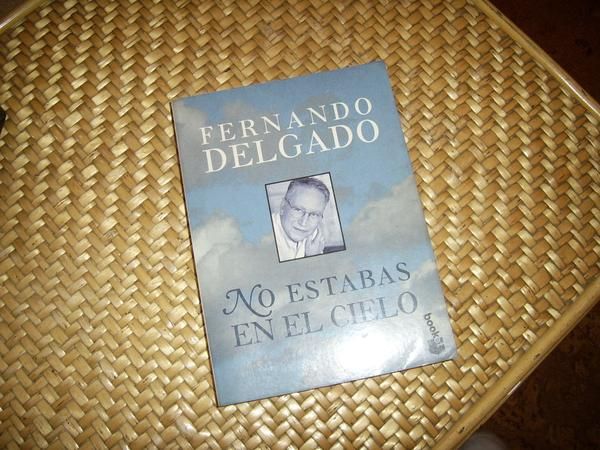 FERNANDO
DELGADO
NO ESTABAS
EN EL CIELO
booket